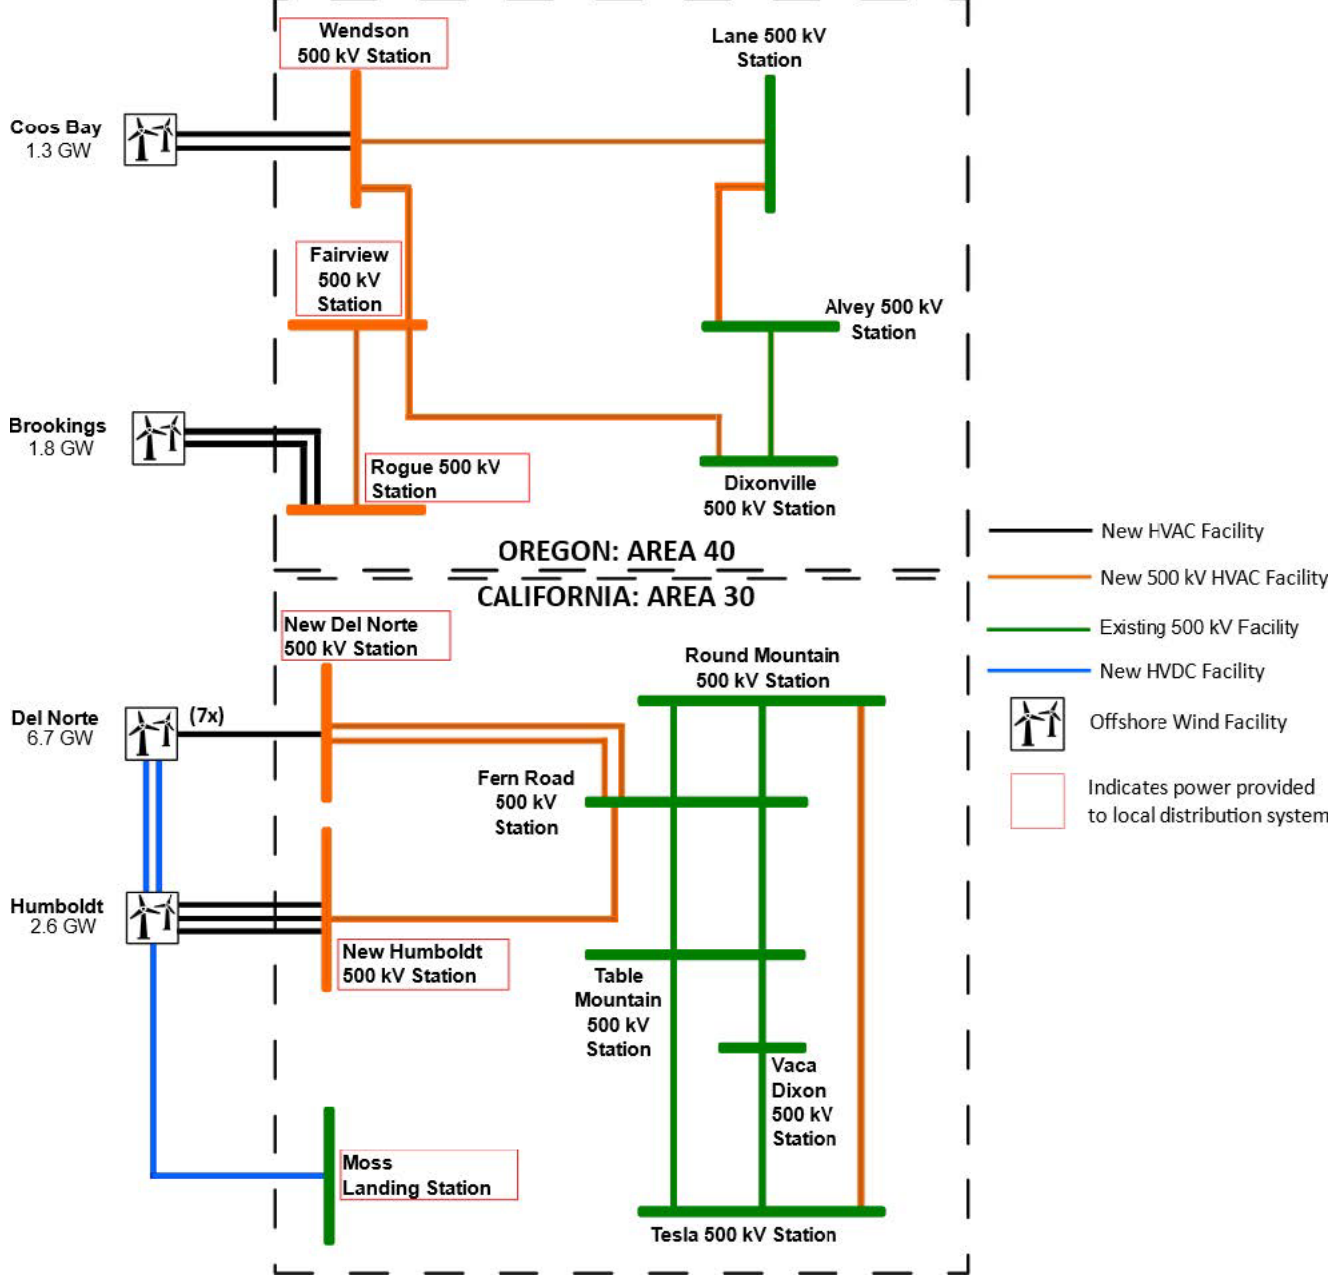 Wendson
500 kV Station
Lane 500 kV
Station
Coos Bay
1.3 GW
Fairview
500 kV
Station
Alvey 500 kV
Station
Brookings
1.8 GW
Rogue 500 kV
Station
Dixonville
500 kV Station
OREGON: AREA 40
CALIFORNIA: AREA 30
New HVAC Facility
New 500 kV HVAC Facility
Existing 500 kV Facility
New HVDC Facility
Offshore Wind Facility
Indicates power provided
to local distribution system
New Del Norte
500 kV Station
Round Mountain
500 kV Station
Del Norte
6.7 GW
(7x)
Fern Road
500 kV
Station
Humboldt
2.6 GW
New Humboldt
500 kV Station
Table
Mountain
500 kV
Station
Vaca
Dixon
500 kV
Station
Moss
Landing Station
Tesla 500 kV Station